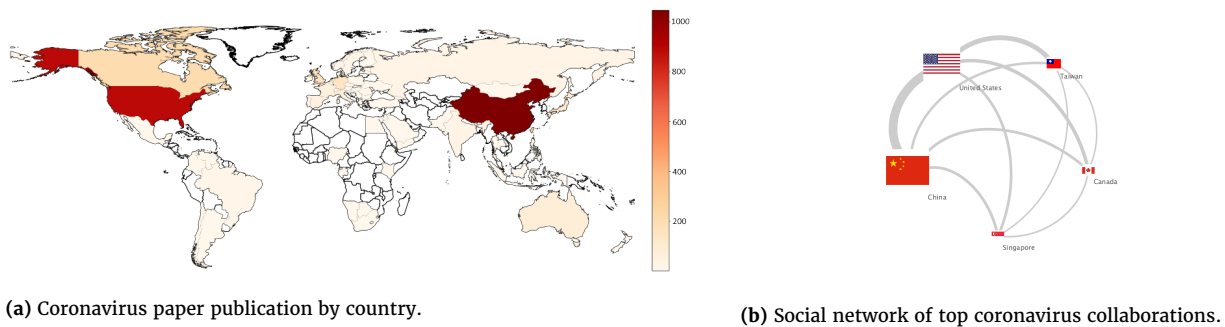 1000
800
600
400
200
United States
Taiwan
China
Canada
Singapore
(a) Coronavirus paper publication by country.
(b) Social network of top coronavirus collaborations.